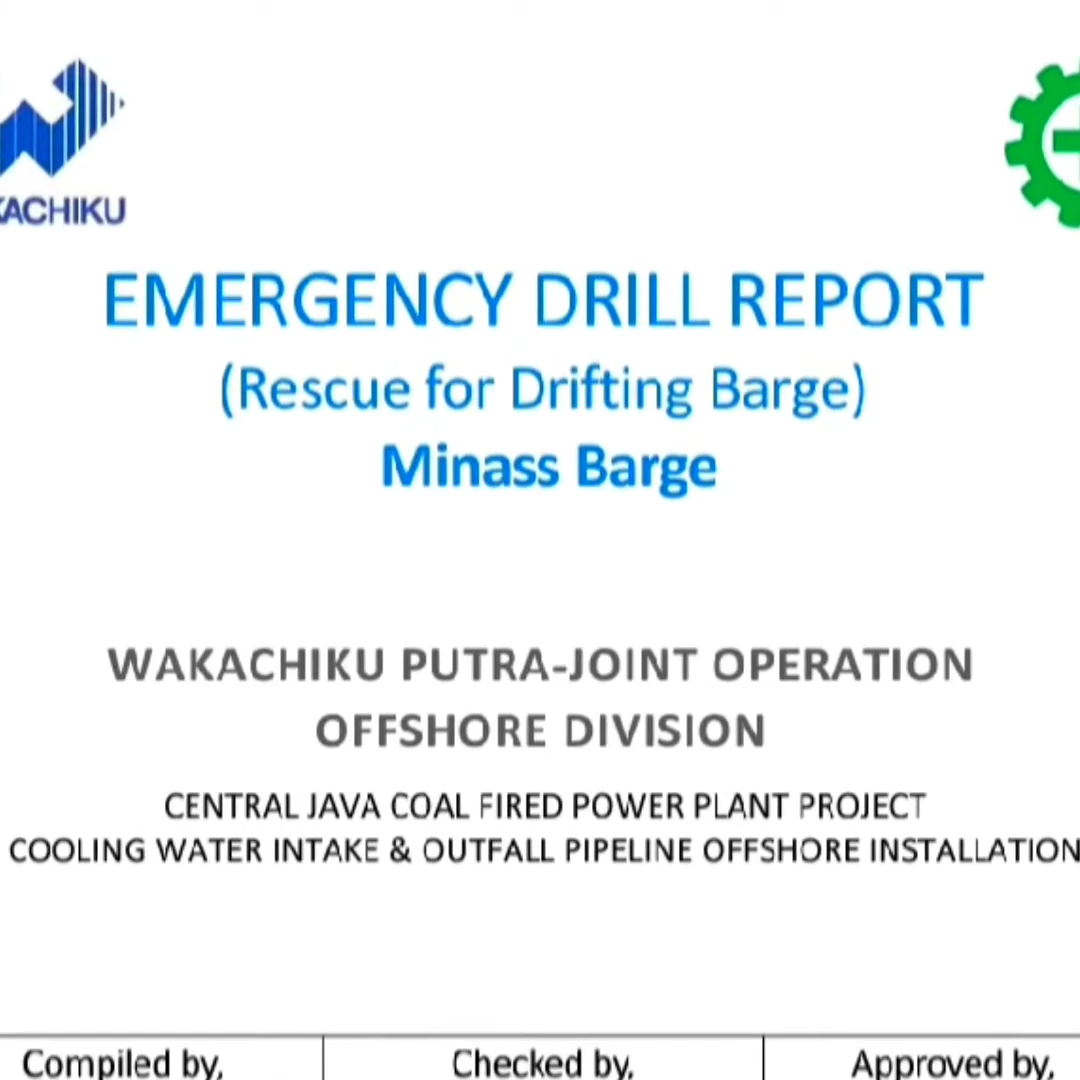 KACHIKU
EMERGENCY DRILL REPORT
(Rescue for Drifting Barge)
Minass Barge
WAKACHIKU PUTRA-JOINT OPERATION
OFFSHORE DIVISION
CENTRAL JAVA COAL FIRED POWER PLANT PROJECT
COOLING WATER INTAKE & OUTFALL PIPELINE OFFSHORE INSTALLATION
Compiled by, Checked by, Approved by,